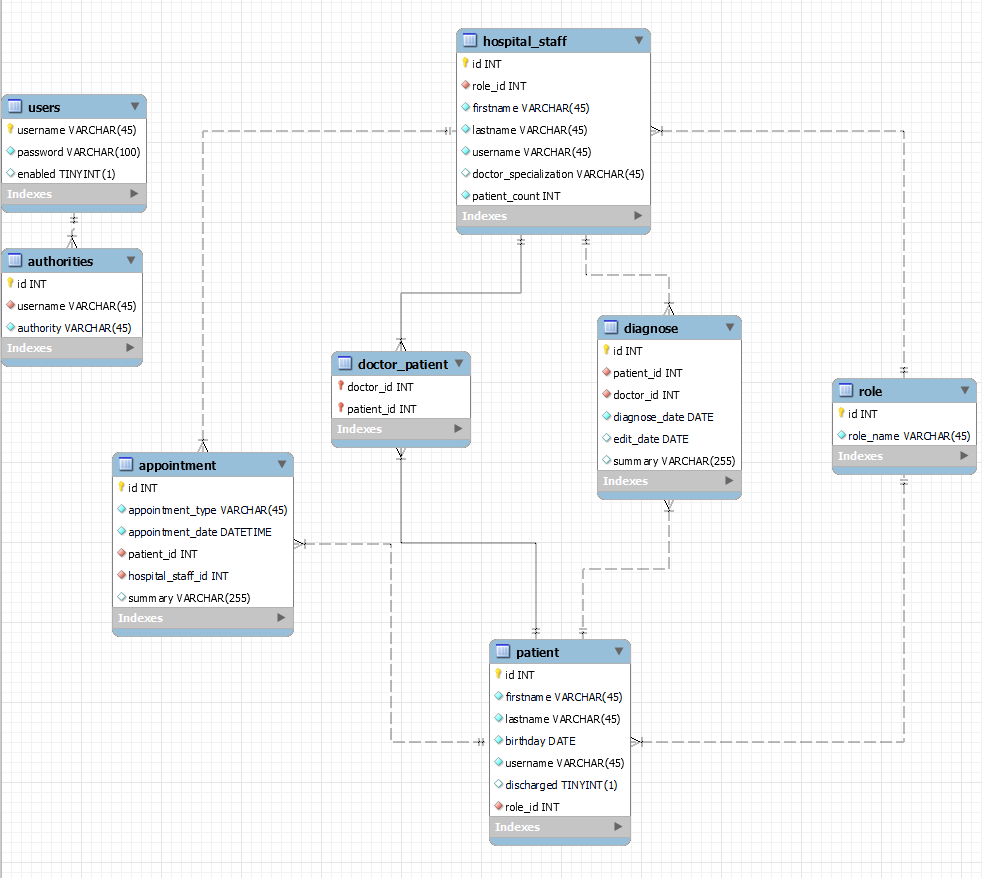 hospital_staff
id INT
role_id INT
firstname VARCHAR(45)
lastname VARCHAR(45)
username VARCHAR(45)
doctor_specialization VARCHAR(45)
patient_count INT
Indexes
users
username VARCHAR(45)
password VARCHAR(100)
enabled TINYINT(1)
Indexes
authorities
id INT
username VARCHAR(45)
authority VARCHAR(45)
Indexes
doctor_patient
doctor_id INT
patient_id INT
Indexes
diagnose
id INT
patient_id INT
doctor_id INT
diagnose_date DATE
edit_date DATE
summary VARCHAR(255)
Indexes
role
id INT
role_name VARCHAR(45)
Indexes
appointment
id INT
appointment_type VARCHAR(45)
appointment_date DATETIME
patient_id INT
hospital_staff_id INT
summary VARCHAR(255)
Indexes
patient
id INT
firstname VARCHAR(45)
lastname VARCHAR(45)
birthday DATE
username VARCHAR(45)
discharged TINYINT(1)
role_id INT
Indexes